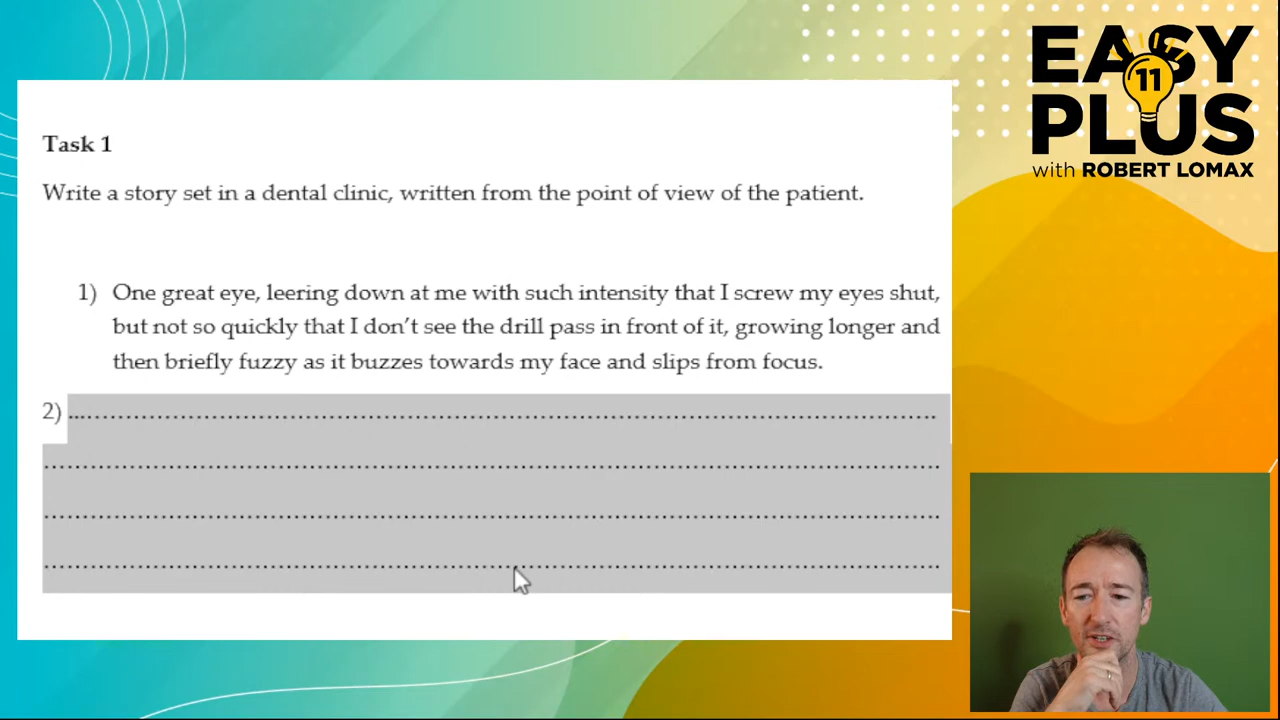 EASY
11
PLUS
with ROBERT LOMAX
Task 1
Write a story set in a dental clinic, written from the point of view of the patient.
1) One great eye, leering down at me with such intensity that I screw my eyes shut,
but not so quickly that I don't see the drill pass in front of it, growing longer and
then briefly fuzzy as it buzzes towards my face and slips from focus.
2) ........................................................................................................
........................................................................................................
........................................................................................................
........................................................................................................